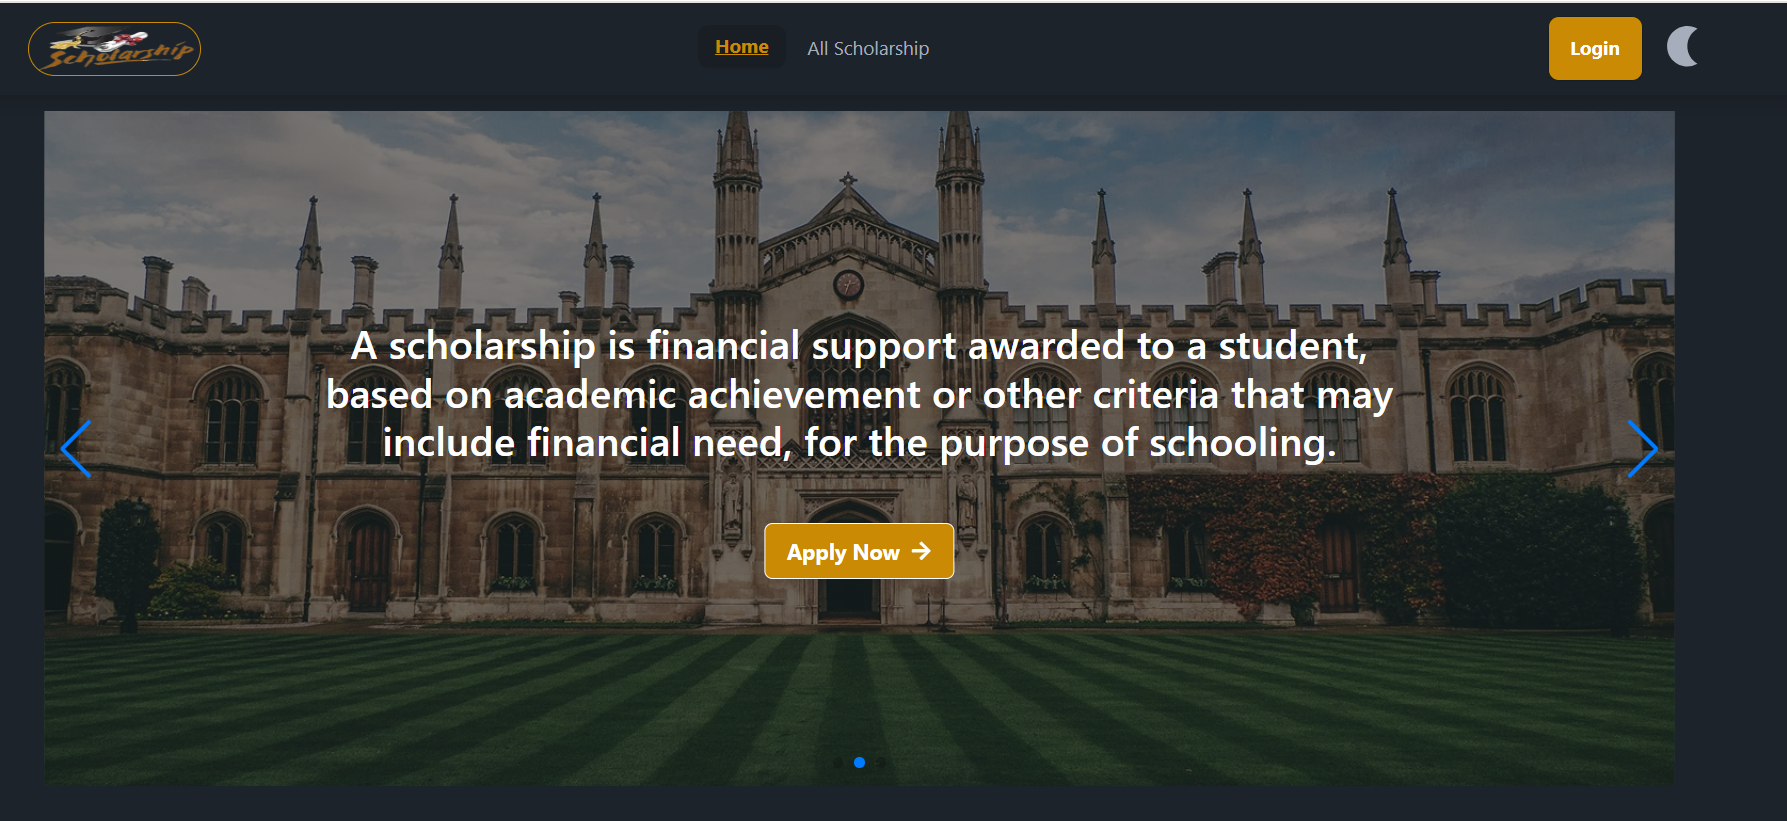 Scholarship
Home
All Scholarship
Login
A scholarship is financial support awarded to a student,
based on academic achievement or other criteria that may
include financial need, for the purpose of schooling.
Apply Now